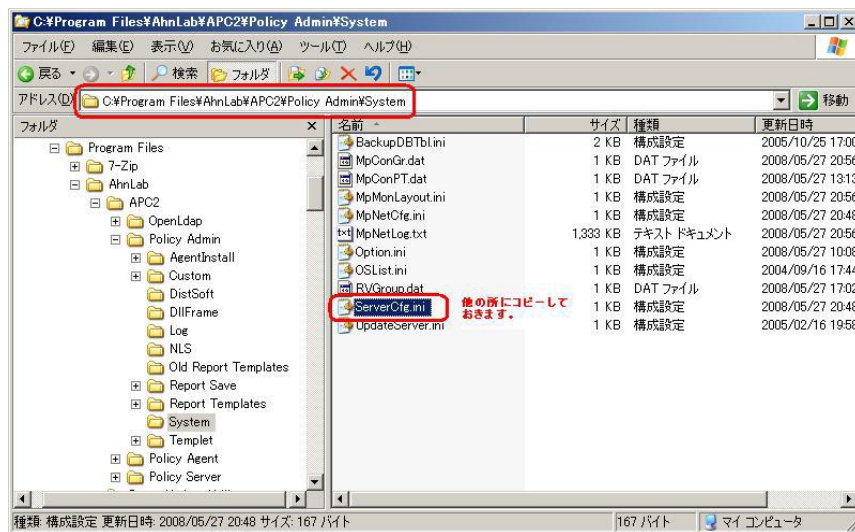 C:¥Program Files¥AhnLab¥APC2¥Policy Admin¥System
ファイル(F) 編集(E) 表示(V) お気に入り(A) ツール(T) ヘルプ(H)
戻る 検索 フォルダ
アドレス(D) C:¥Program Files¥AhnLab¥APC2¥Policy Admin¥System 移動
フォルダ
Program Files
7-Zip
AhnLab
APC2
OpenLdap
Policy Admin
AgentInstall
Custom
DistSoft
DllFrame
Log
NLS
Old Report Templates
Report Save
Report Templates
System
Templet
Policy Agent
Policy Server
名前 サイズ 種類 更新日時
BackupDBTbl.ini 2 KB 構成設定 2005/10/25 17:00
MpConGr.dat 1 KB DAT ファイル 2008/05/27 20:56
MpConPT.dat 1 KB DAT ファイル 2008/05/27 13:13
MpMonLayout.ini 1 KB 構成設定 2008/05/27 20:56
MpNetCfg.ini 1 KB 構成設定 2008/05/27 20:48
MpNetLog.txt 1,333 KB テキスト ドキュメント 2008/05/27 20:56
Option.ini 1 KB 構成設定 2008/05/27 10:08
OSList.ini 1 KB 構成設定 2004/09/16 17:44
RVGroup.dat 1 KB DAT ファイル 2008/05/27 17:02
ServerCfg.ini 1 KB 構成設定 2008/05/27 20:48
他の所にコピーして
おきます。
UpdateServer.ini 1 KB 構成設定 2005/02/16 19:58
種類: 構成設定 更新日時: 2008/05/27 20:48 サイズ: 167 バイト 167 バイト マイ コンピュータ